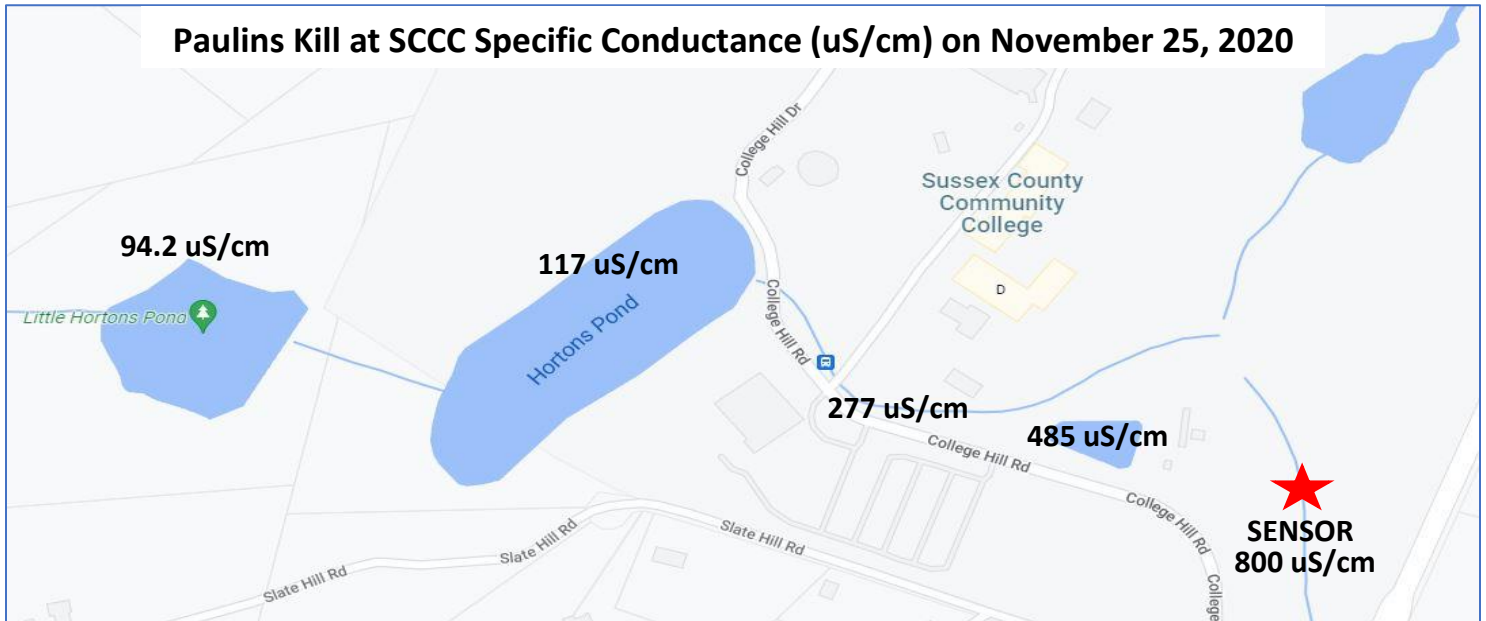 Paulins Kill at SCCC Specific Conductance (uS/cm) on November 25, 2020
College Hill Dr
Sussex County
Community
College
94.2 uS/cm
117 uS/cm
Little Hortons Pond
Hortons Pond
College Hill Rd
D
277 uS/cm
485 uS/cm
College Hill Rd
College Hill Rd
SENSOR
800 uS/cm
Slate Hill Rd
Slate Hill Rd
Slate Hill Rd
College